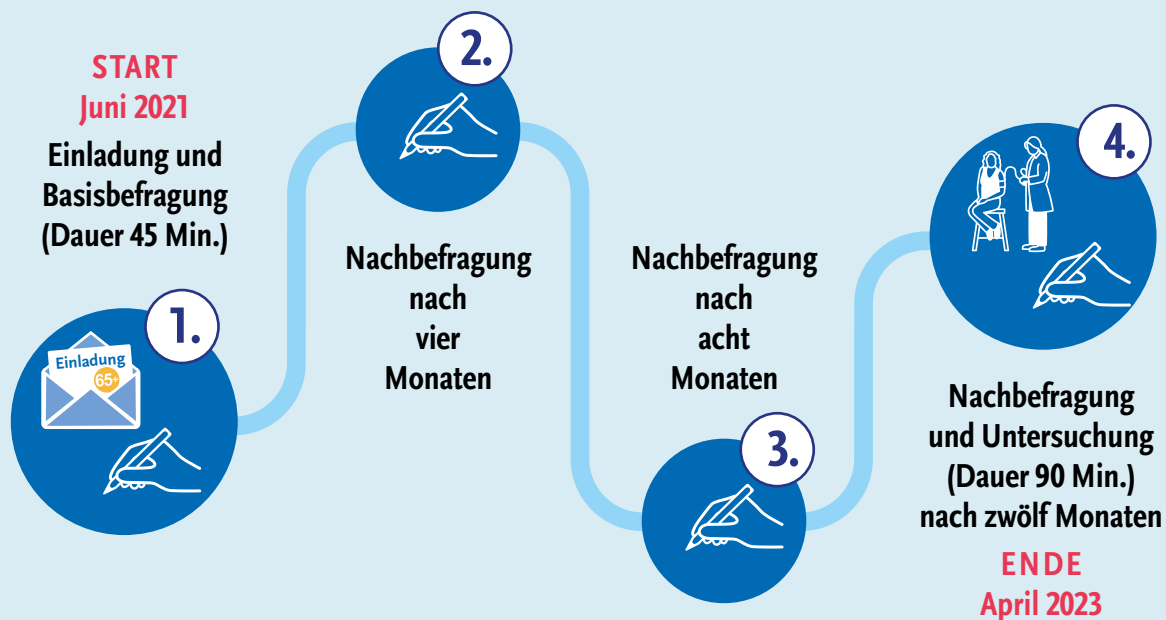 START
Juni 2021
Einladung und
Basisbefragung
(Dauer 45 Min.)
1.
Einladung
65+
2.
Nachbefragung
nach
vier
Monaten
Nachbefragung
nach
acht
Monaten
3.
4.
Nachbefragung
und Untersuchung
(Dauer 90 Min.)
nach zwölf Monaten
ENDE
April 2023